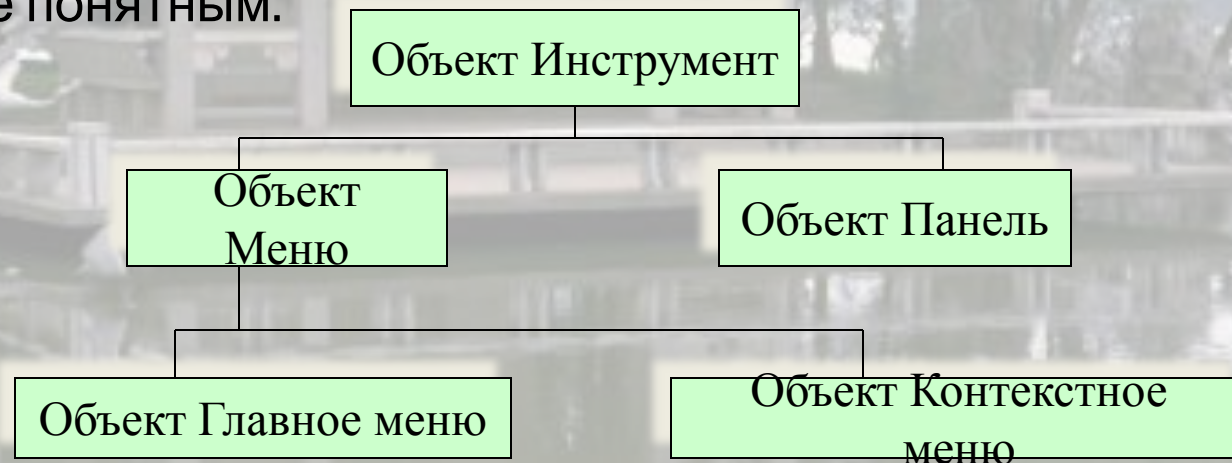 е понятным.
Объект Инструмент
Объект
Меню
Объект Панель
Объект Главное меню
Объект Контекстное
меню